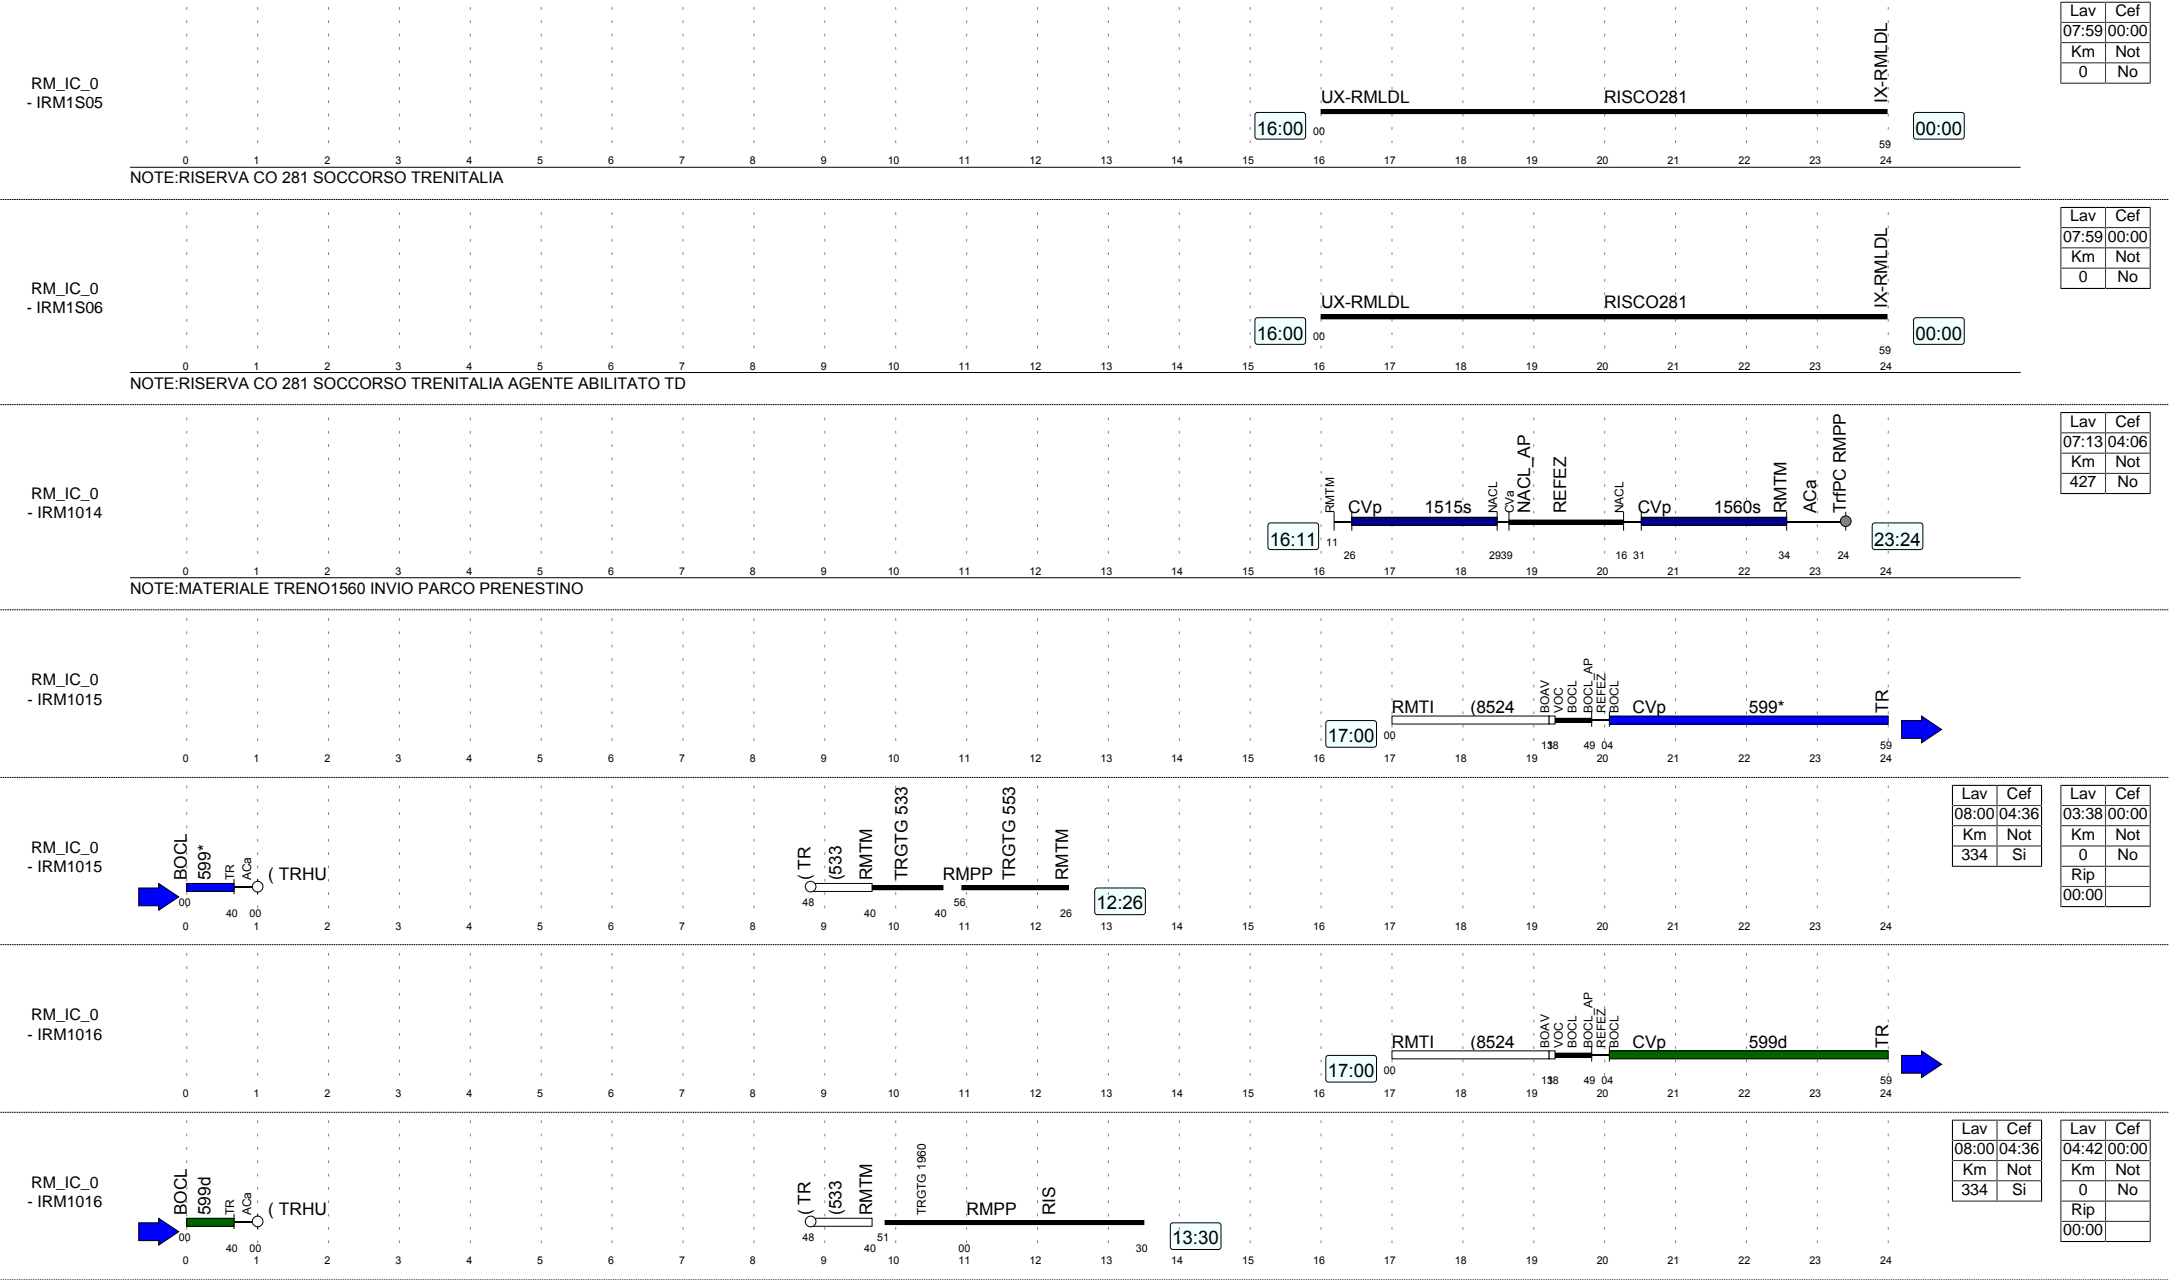 Lav Cef
07:59 00:00
Km Not
0 No
RM_IC_0
- IRM1S05
UX-RMLDL RISCO281 IX-RMLDL
16:00 00 59 00:00
0 1 2 3 4 5 6 7 8 9 10 11 12 13 14 15 16 17 18 19 20 21 22 23 24
NOTE:RISERVA CO 281 SOCCORSO TRENITALIA
Lav Cef
07:59 00:00
Km Not
0 No
RM_IC_0
- IRM1S06
UX-RMLDL RISCO281 IX-RMLDL
16:00 00 59 00:00
0 1 2 3 4 5 6 7 8 9 10 11 12 13 14 15 16 17 18 19 20 21 22 23 24
NOTE:RISERVA CO 281 SOCCORSO TRENITALIA AGENTE ABILITATO TD
Lav Cef
07:13 04:06
Km Not
427 No
RM_IC_0
- IRM1014
RMTM CVp 1515s NACL CVa NACL_AP REFEZ NACL CVp 1560s RMTM ACa TrfPC RMPP
16:11 11 26 29 39 16 31 34 24 23:24
0 1 2 3 4 5 6 7 8 9 10 11 12 13 14 15 16 17 18 19 20 21 22 23 24
NOTE:MATERIALE TRENO1560 INVIO PARCO PRENESTINO
RM_IC_0
- IRM1015
RMTI (8524 BOAV VOC BOCL BOCL_AP REFEZ BOCL CVp 599* TR
17:00 00 13 18 49 04 59
0 1 2 3 4 5 6 7 8 9 10 11 12 13 14 15 16 17 18 19 20 21 22 23 24
Lav Cef Lav Cef
08:00 04:36 03:38 00:00
Km Not Km Not
334 Si 0 No
Rip
00:00
RM_IC_0
- IRM1015
BOCL 599* TR ACa ( TRHU ( TR (533 RMTM TRGTG 533 RMPP TRGTG 553 RMTM
00 40 00 48 40 40 56 26 12:26
0 1 2 3 4 5 6 7 8 9 10 11 12 13 14 15 16 17 18 19 20 21 22 23 24
RM_IC_0
- IRM1016
RMTI (8524 BOAV VOC BOCL BOCL_AP REFEZ BOCL CVp 599d TR
17:00 00 13 18 49 04 59
0 1 2 3 4 5 6 7 8 9 10 11 12 13 14 15 16 17 18 19 20 21 22 23 24
Lav Cef Lav Cef
08:00 04:36 04:42 00:00
Km Not Km Not
334 Si 0 No
Rip
00:00
RM_IC_0
- IRM1016
BOCL 599d TR ACa ( TRHU ( TR (533 RMTM TRGTG 1960 RMPP RIS
00 40 00 48 40 51 00 30 13:30
0 1 2 3 4 5 6 7 8 9 10 11 12 13 14 15 16 17 18 19 20 21 22 23 24